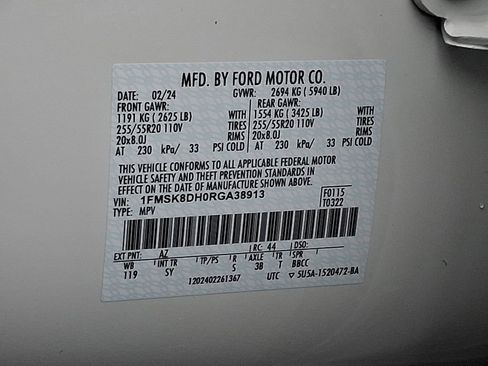 MFD. BY FORD MOTOR CO.
DATE: 02/24 GVWR: 2694 KG ( 5940 LB)
FRONT GAWR: REAR GAWR:
1191 KG ( 2625 LB) 1554 KG ( 3425 LB)
255/55R20 110V TIRES 255/55R20 110V TIRES
20x8.0J RIMS 20x8.0J RIMS
AT 230 kPa/ 33 PSI COLD AT 230 kPa/ 33 PSI COLD
THIS VEHICLE CONFORMS TO ALL APPLICABLE FEDERAL MOTOR
VEHICLE SAFETY AND THEFT PREVENTION STANDARDS IN
EFFECT ON THE DATE OF MANUFACTURE SHOWN ABOVE.
VIN: 1FMSK8DH0RGA38913 F0115
TYPE: MPV T0322
EXT PNT: AZ RC: 44 DSO:
WB INT TR TP/PS R AXLE TR SPR
119 SY S 3B T BBCC
1202402261367 UTC ▽ SU5A-1520472-BA